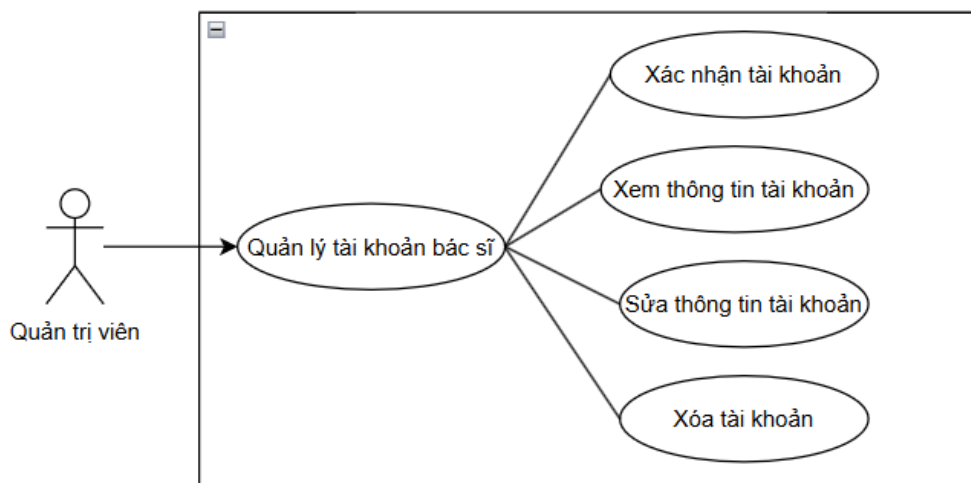 Xác nhận tài khoản
Xem thông tin tài khoản
Quản lý tài khoản bác sĩ
Sửa thông tin tài khoản
Quản trị viên
Xóa tài khoản